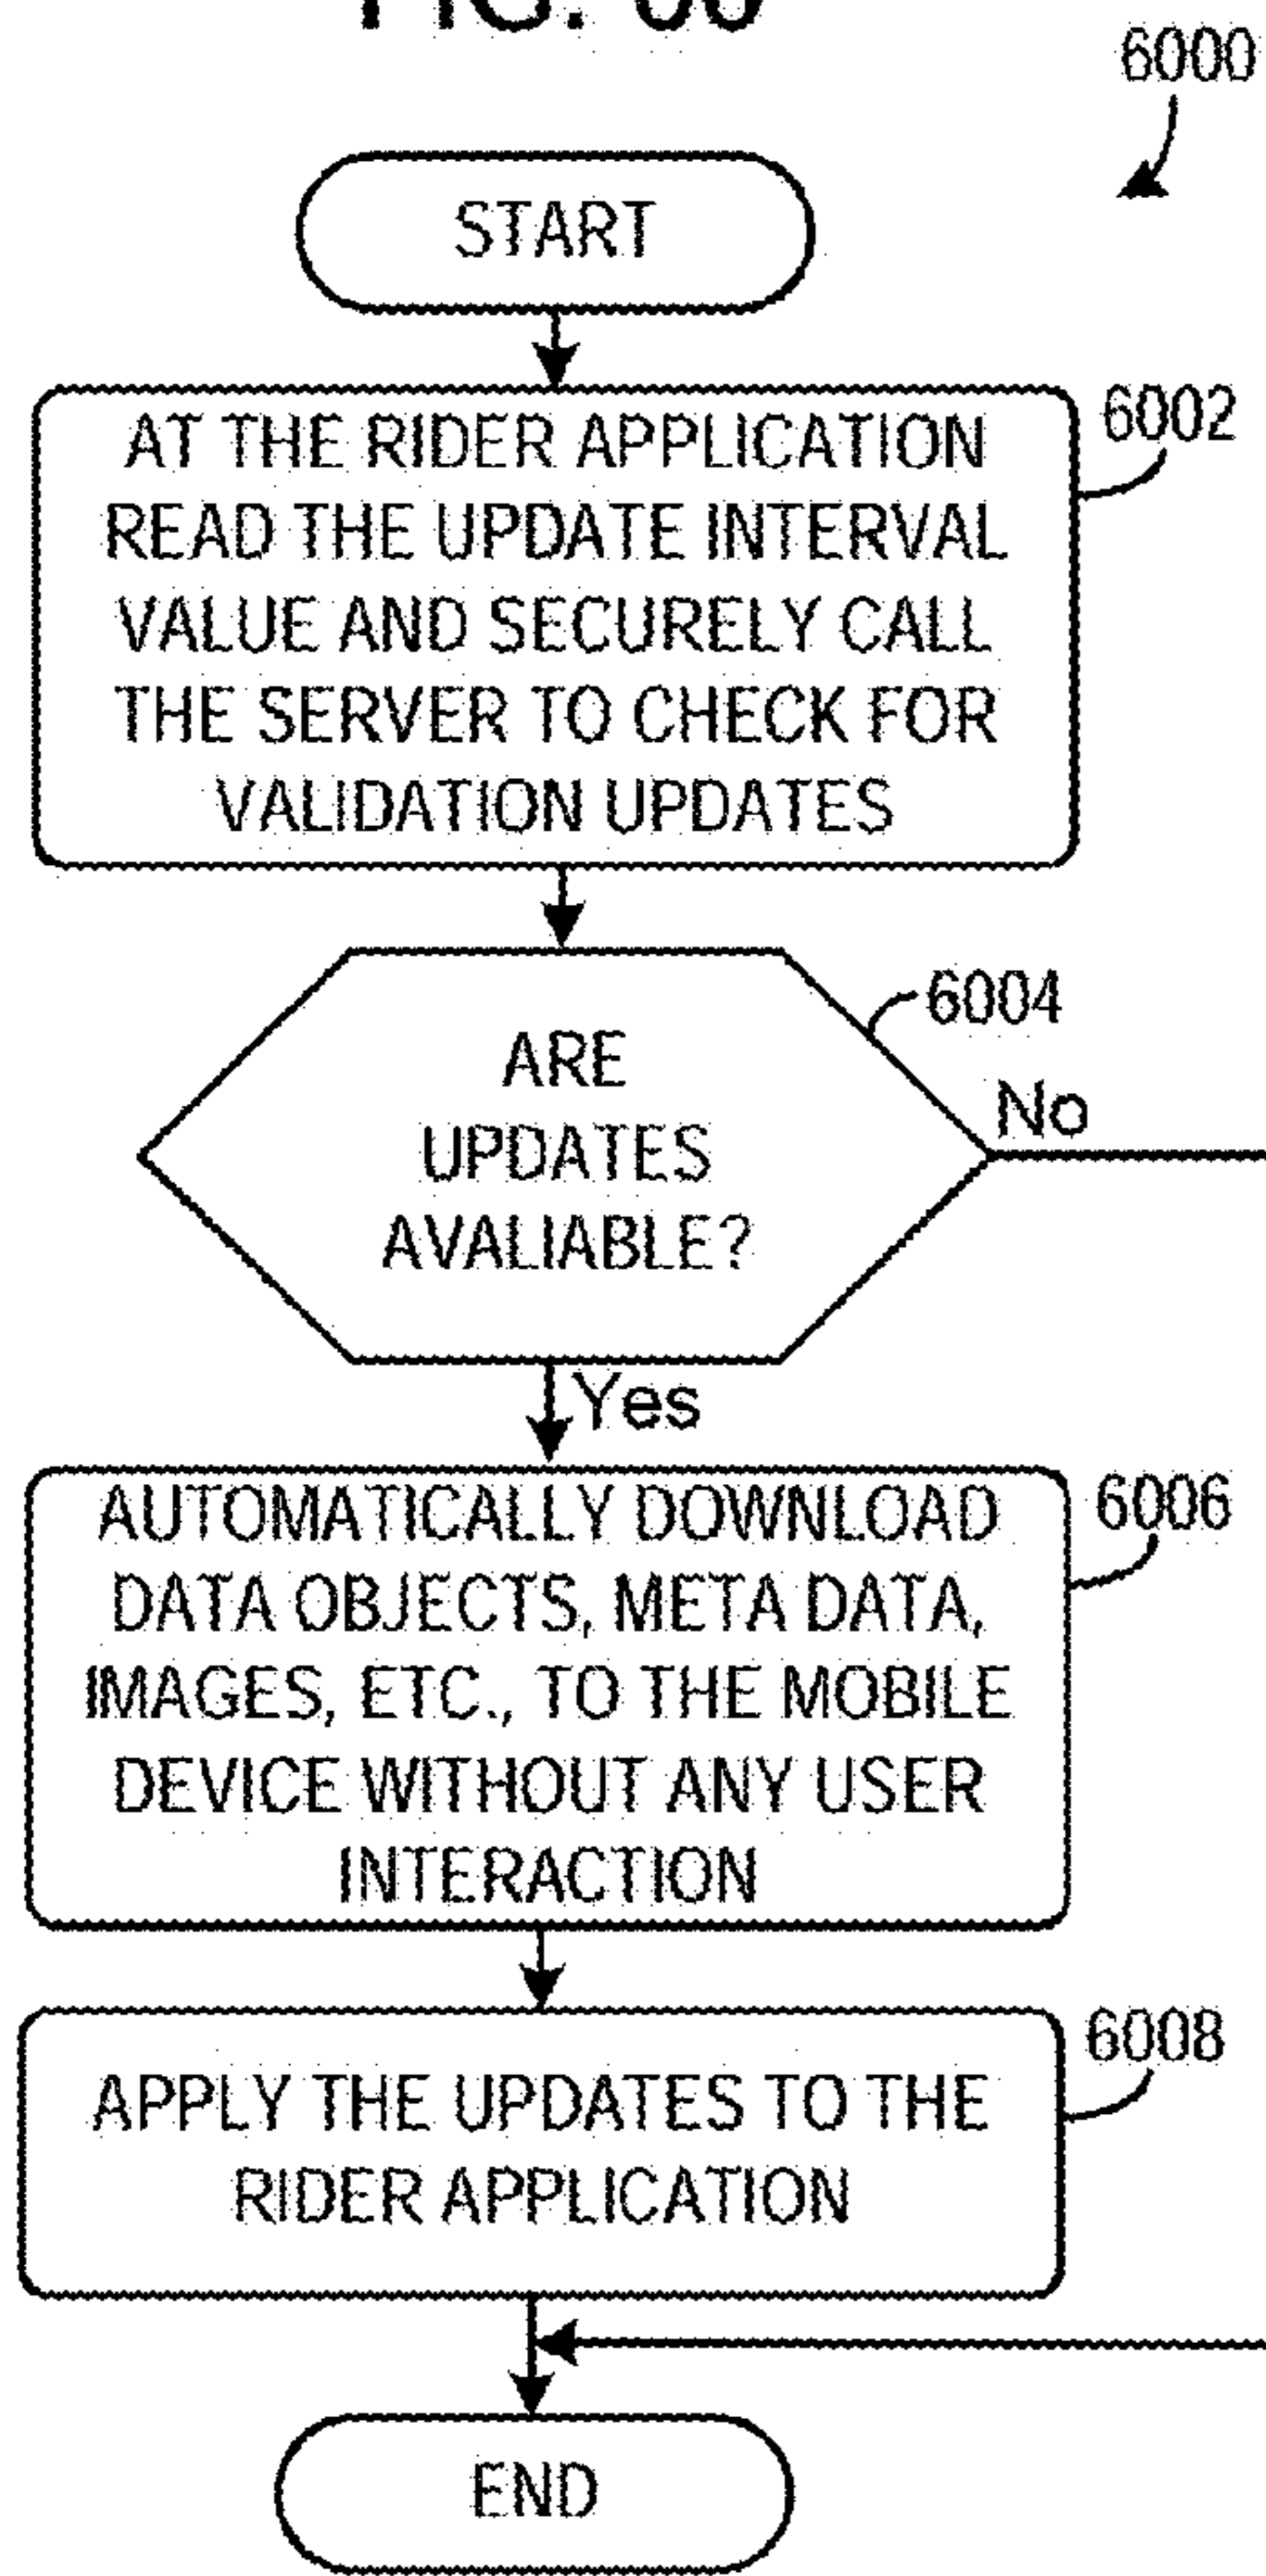 6000
START
AT THE RIDER APPLICATION
READ THE UPDATE INTERVAL
VALUE AND SECURELY CALL
THE SERVER TO CHECK FOR
VALIDATION UPDATES
6002
ARE
UPDATES
AVALIABLE?
6004
No
Yes
AUTOMATICALLY DOWNLOAD
DATA OBJECTS, META DATA,
IMAGES, ETC., TO THE MOBILE
DEVICE WITHOUT ANY USER
INTERACTION
6006
APPLY THE UPDATES TO THE
RIDER APPLICATION
6008
END